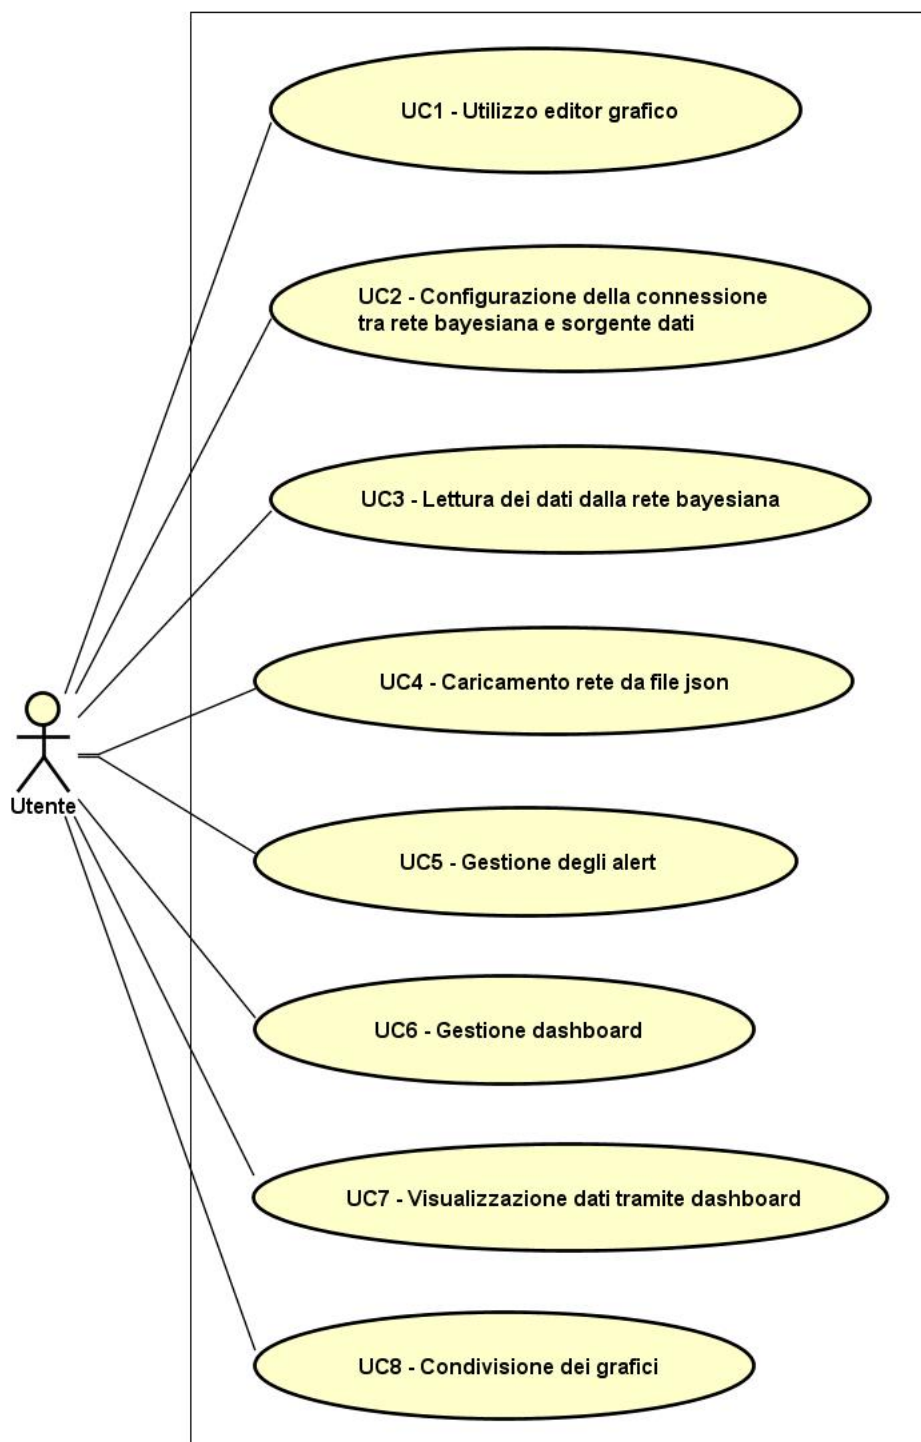 UC1 - Utilizzo editor grafico
UC2 - Configurazione della connessione
tra rete bayesiana e sorgente dati
UC3 - Lettura dei dati dalla rete bayesiana
UC4 - Caricamento rete da file json
Utente
UC5 - Gestione degli alert
UC6 - Gestione dashboard
UC7 - Visualizzazione dati tramite dashboard
UC8 - Condivisione dei grafici